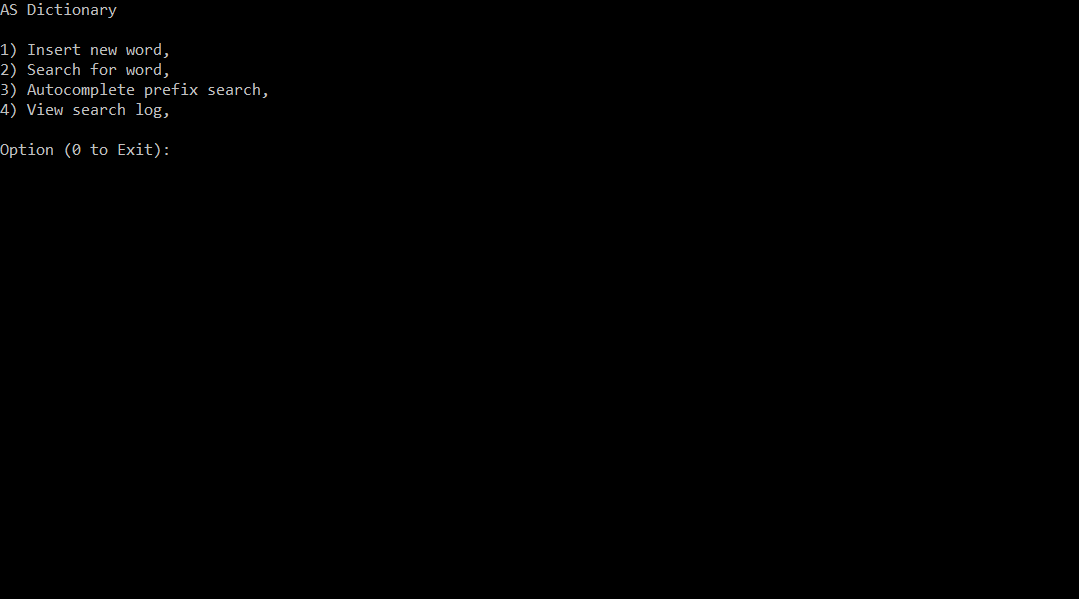 AS Dictionary
1) Insert new word,
2) Search for word,
3) Autocomplete prefix search,
4) View search log,
Option (0 to Exit):